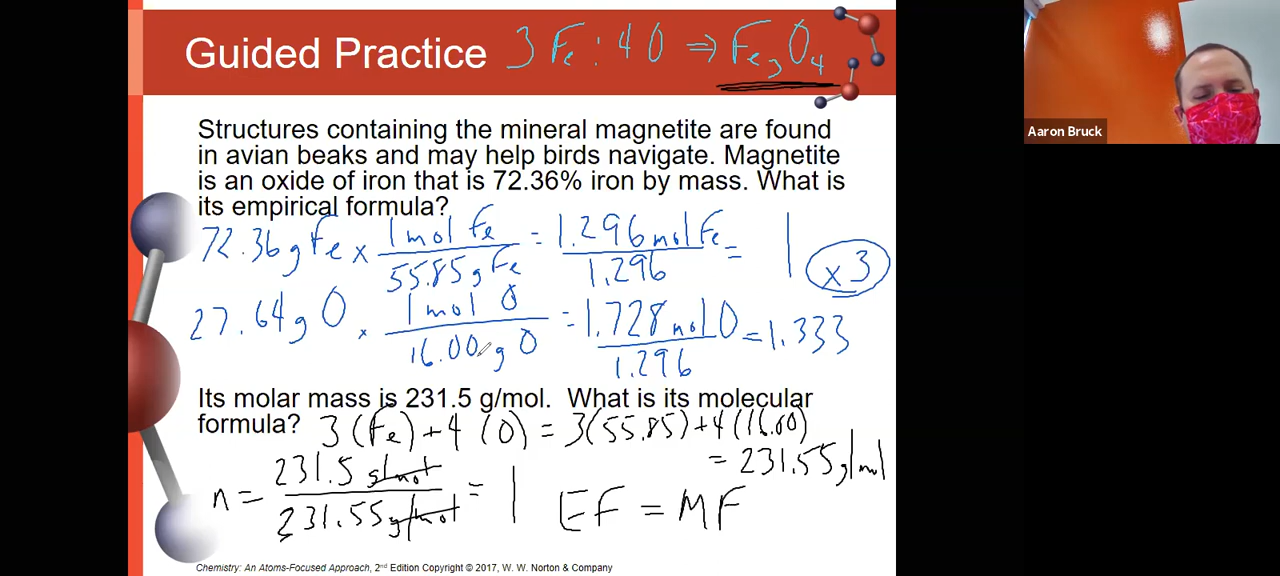 Guided Practice 3 Fe : 4 O ⇒ Fe3O4
Aaron Bruck
Structures containing the mineral magnetite are found
in avian beaks and may help birds navigate. Magnetite
is an oxide of iron that is 72.36% iron by mass. What is
its empirical formula?
72.36 g Fe x 1 mol Fe / 55.85 g Fe = 1.296 mol Fe / 1.296 = 1 x 3
27.64 g O x 1 mol O / 16.00 g O = 1.728 mol O / 1.296 = 1.333
Its molar mass is 231.5 g/mol. What is its molecular
formula? 3 (Fe) + 4 (O) = 3(55.85) + 4(16.00)
= 231.55 g/mol
n = 231.5 g/mol / 231.55 g/mol = 1 EF = MF
Chemistry: An Atoms-Focused Approach, 2nd Edition Copyright © 2017, W. W. Norton & Company